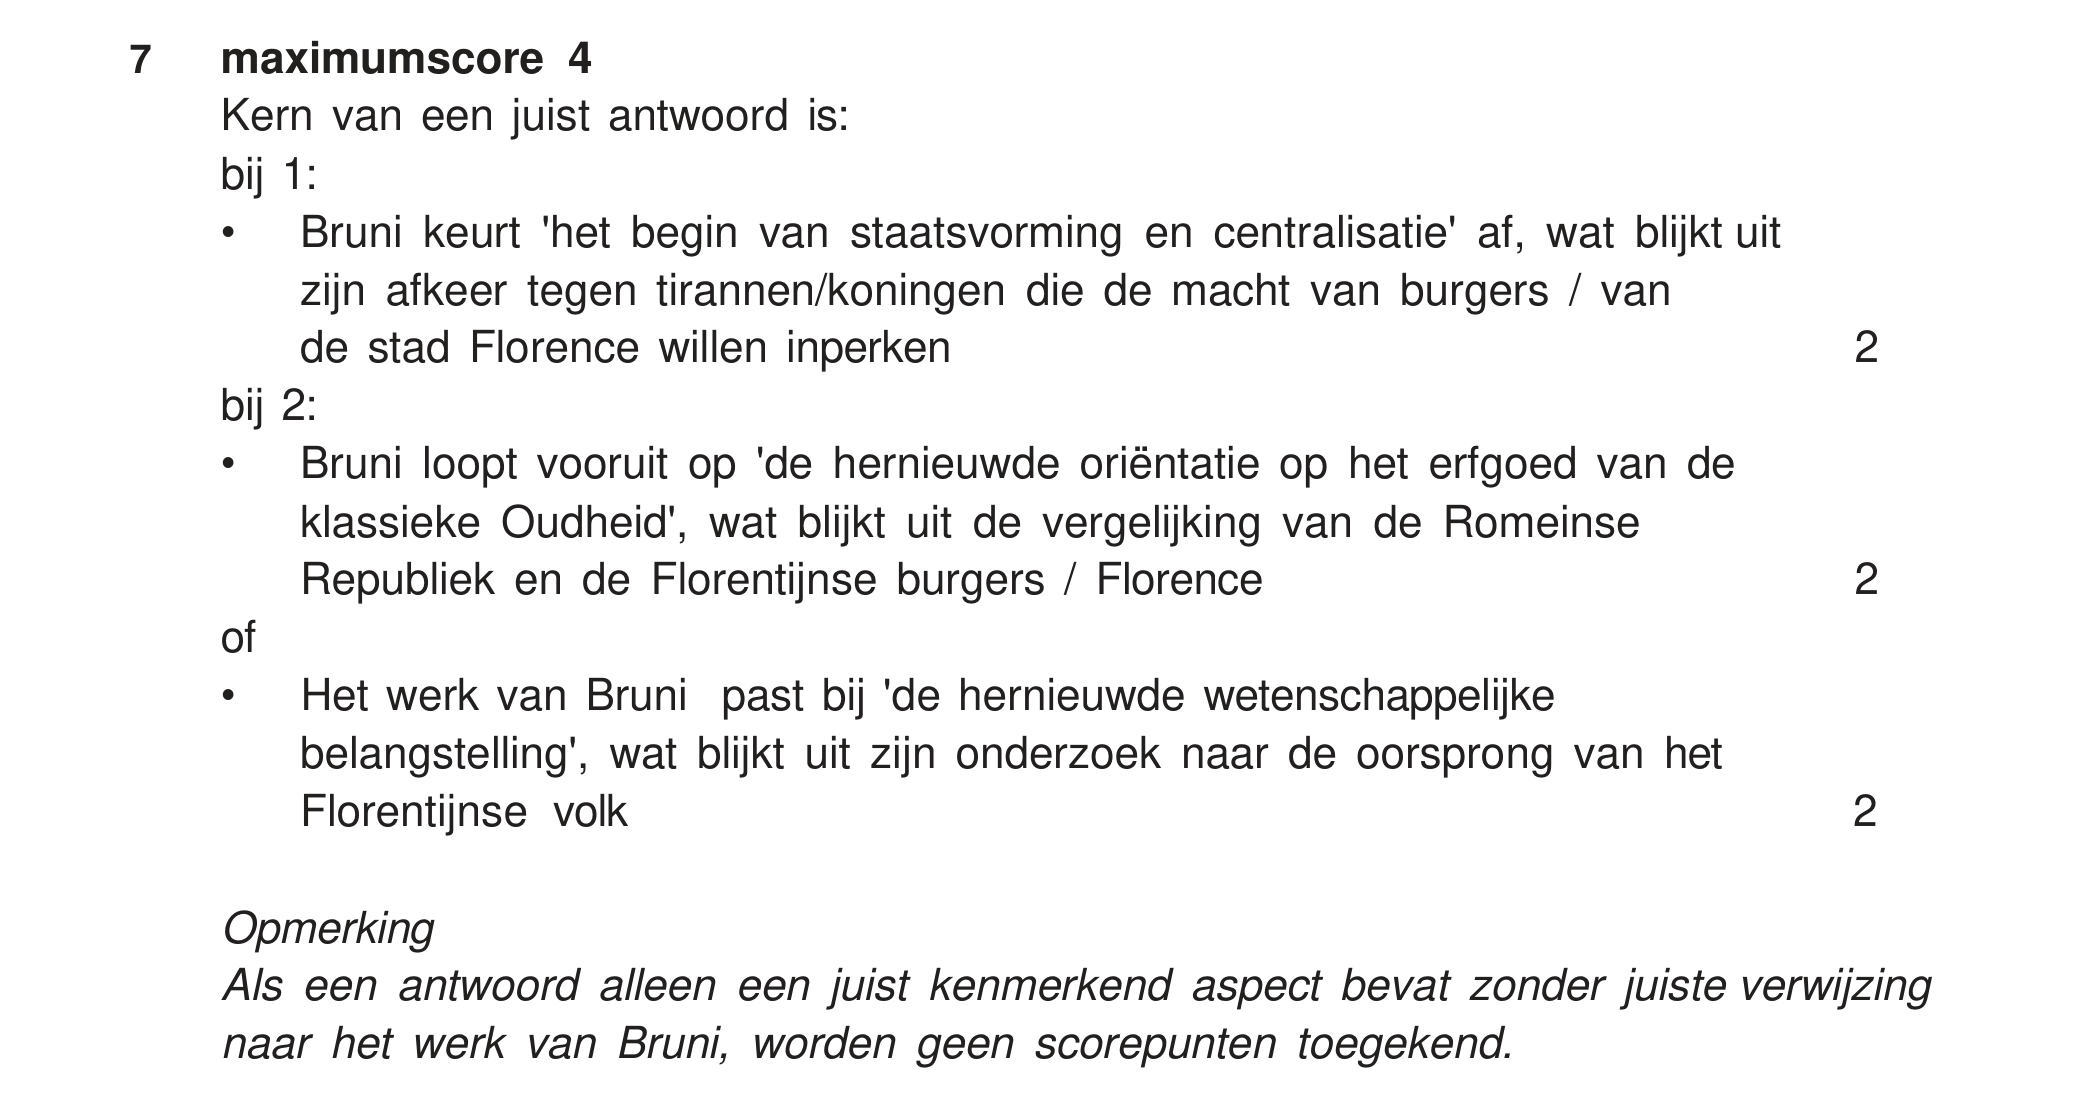 7 maximumscore 4
Kern van een juist antwoord is:
bij 1:
• Bruni keurt 'het begin van staatsvorming en centralisatie' af, wat blijkt uit
zijn afkeer tegen tirannen/koningen die de macht van burgers / van
de stad Florence willen inperken 2
bij 2:
• Bruni loopt vooruit op 'de hernieuwde oriëntatie op het erfgoed van de
klassieke Oudheid', wat blijkt uit de vergelijking van de Romeinse
Republiek en de Florentijnse burgers / Florence 2
of
• Het werk van Bruni past bij 'de hernieuwde wetenschappelijke
belangstelling', wat blijkt uit zijn onderzoek naar de oorsprong van het
Florentijnse volk 2
Opmerking
Als een antwoord alleen een juist kenmerkend aspect bevat zonder juiste verwijzing
naar het werk van Bruni, worden geen scorepunten toegekend.